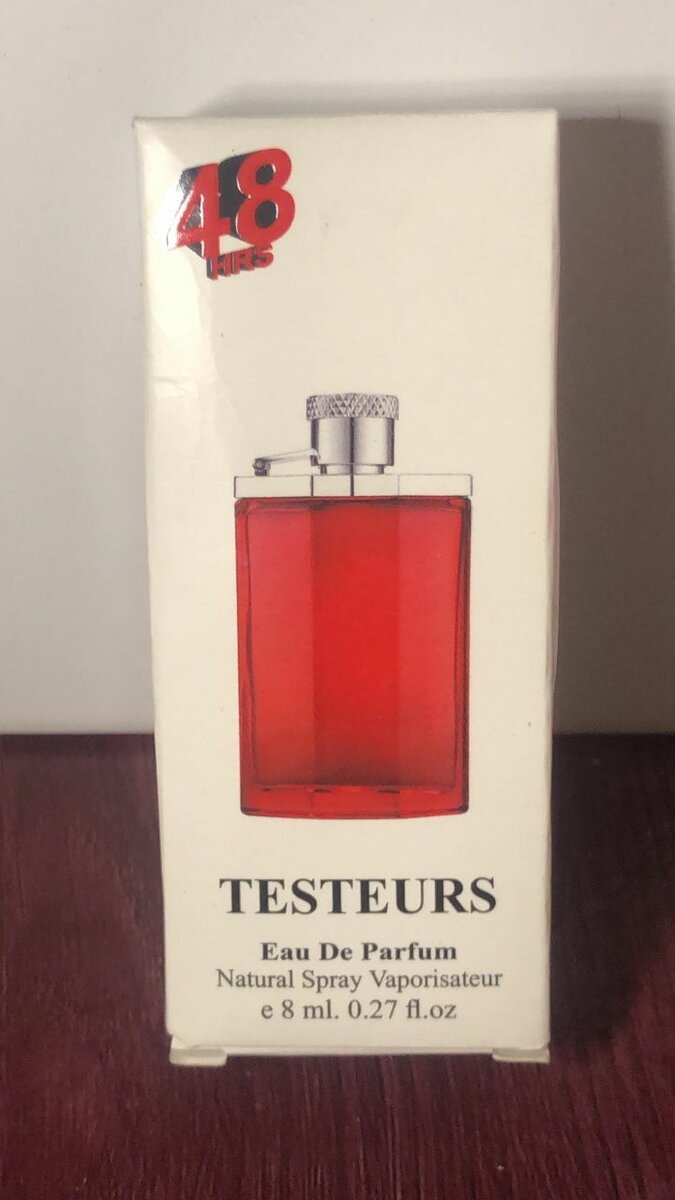 48
HRS
TESTEURS
Eau De Parfum
Natural Spray Vaporisateur
e 8 ml. 0.27 fl.oz